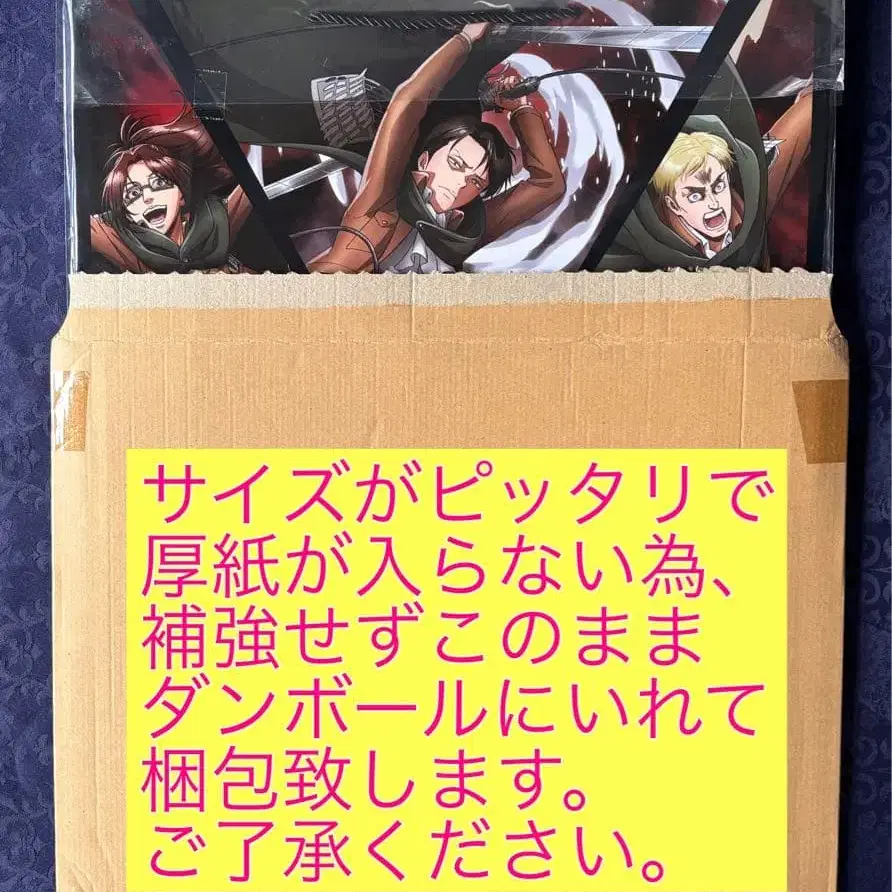 サイズがピッタリで
厚紙が入らない為、
補強せずこのまま
ダンボールにいれて
梱包致します。
ご了承ください。